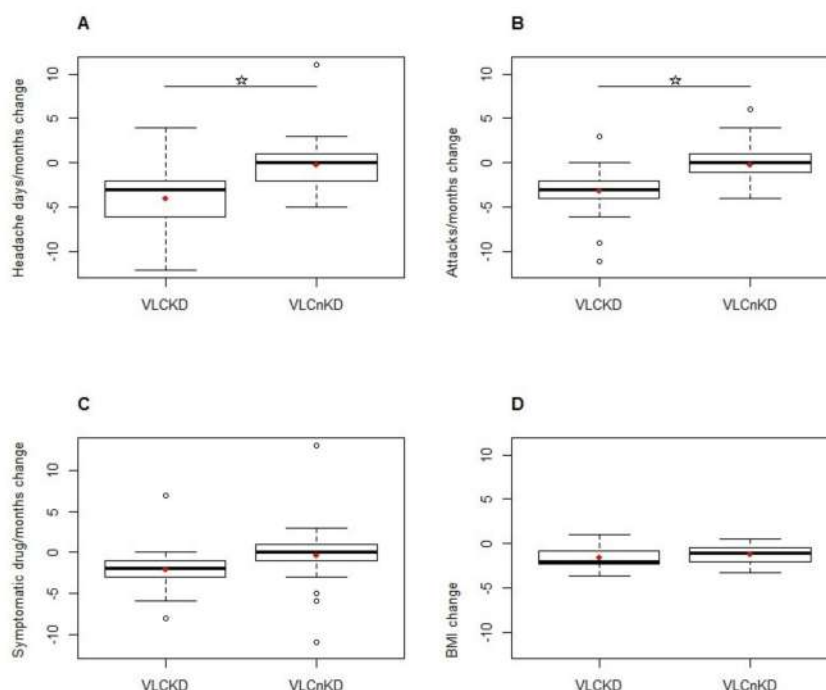 A
Headache days/months change
10
5
0
-5
-10
VLCKD
VLCnKD
B
Attacks/months change
10
5
0
-5
-10
VLCKD
VLCnKD
C
Symptomatic drug/months change
10
5
0
-5
-10
VLCKD
VLCnKD
D
BMI change
10
5
0
-5
-10
VLCKD
VLCnKD